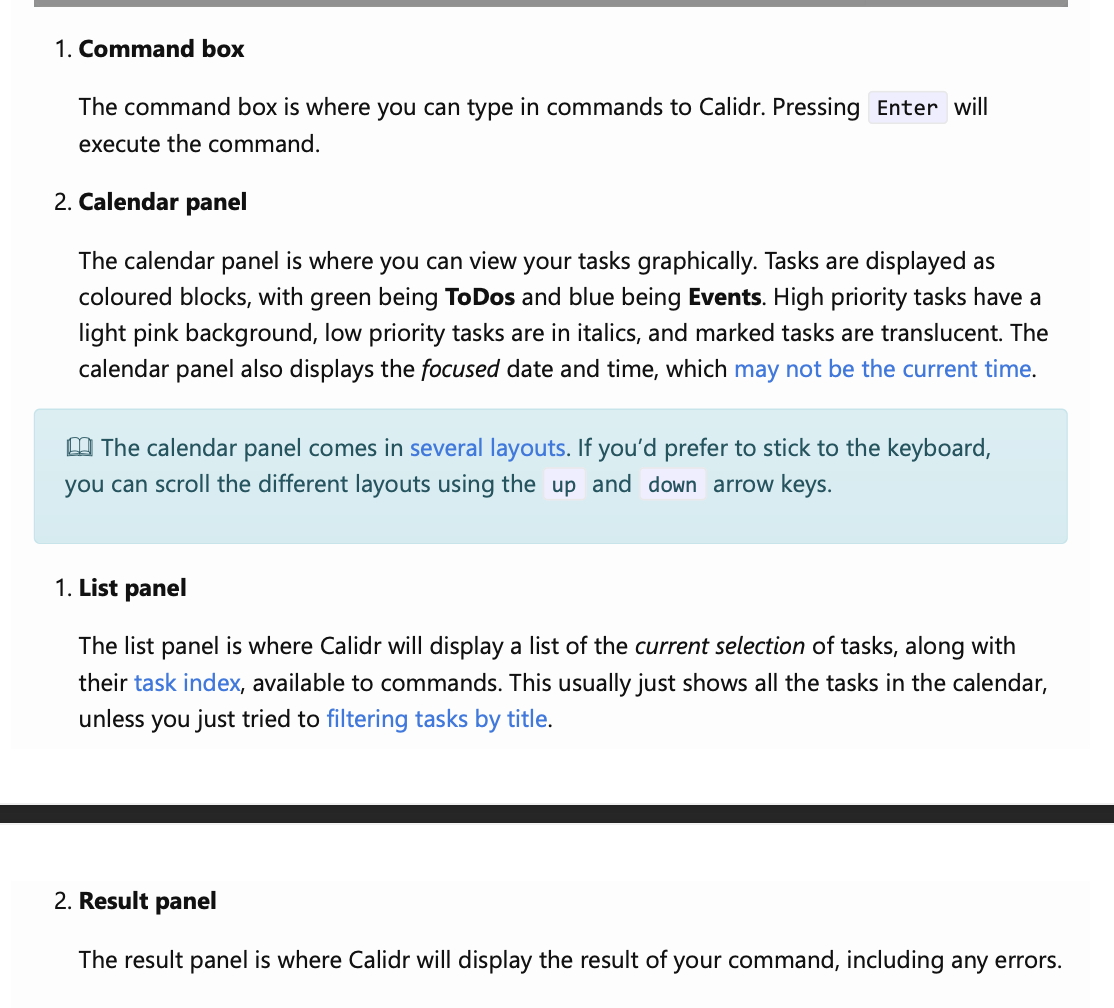 1. Command box
The command box is where you can type in commands to Calidr. Pressing Enter will
execute the command.
2. Calendar panel
The calendar panel is where you can view your tasks graphically. Tasks are displayed as
coloured blocks, with green being ToDos and blue being Events. High priority tasks have a
light pink background, low priority tasks are in italics, and marked tasks are translucent. The
calendar panel also displays the focused date and time, which may not be the current time.
The calendar panel comes in several layouts. If you’d prefer to stick to the keyboard,
you can scroll the different layouts using the up and down arrow keys.
1. List panel
The list panel is where Calidr will display a list of the current selection of tasks, along with
their task index, available to commands. This usually just shows all the tasks in the calendar,
unless you just tried to filtering tasks by title.
2. Result panel
The result panel is where Calidr will display the result of your command, including any errors.